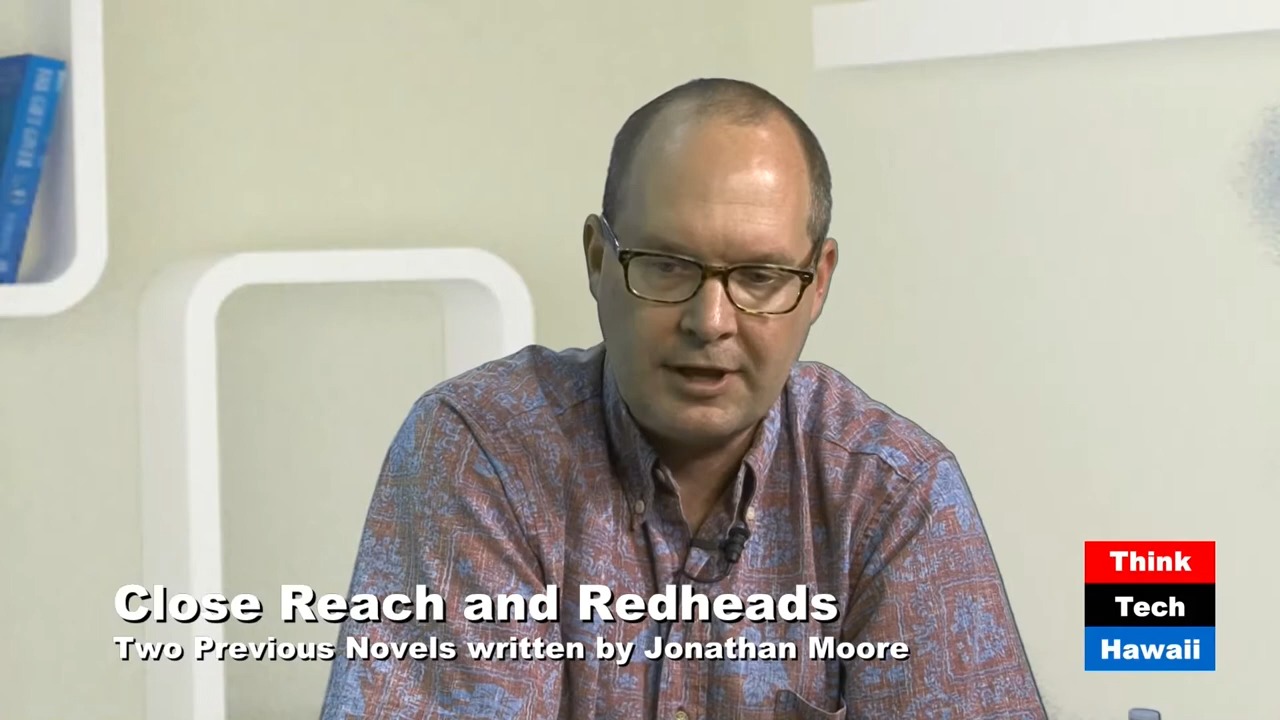 Close Reach and Redheads
Two Previous Novels written by Jonathan Moore
Think
Tech
Hawaii